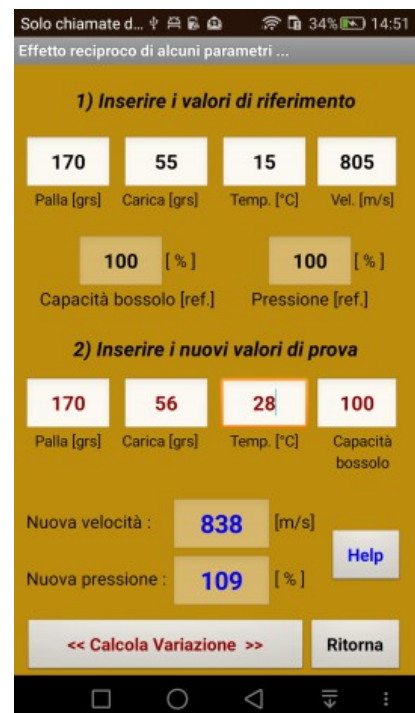 Solo chiamate d... 34% 14:51
Effetto reciproco di alcuni parametri ...
1) Inserire i valori di riferimento
170 55 15 805
Palla [grs] Carica [grs] Temp. [°C] Vel. [m/s]
100 [ % ] 100 [ % ]
Capacità bossolo [ref.] Pressione [ref.]
2) Inserire i nuovi valori di prova
170 56 28 100
Palla [grs] Carica [grs] Temp. [°C] Capacità
bossolo
Nuova velocità : 838 [m/s]
Help
Nuova pressione : 109 [ % ]
<< Calcola Variazione >> Ritorna